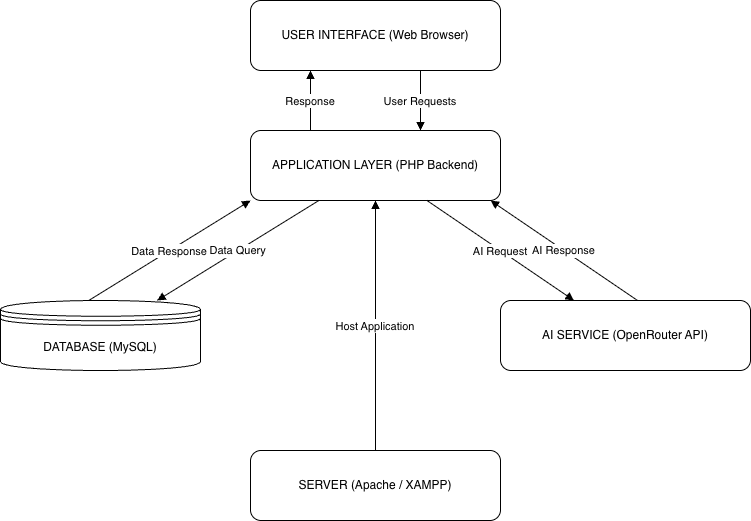 USER INTERFACE (Web Browser)
Response
User Requests
APPLICATION LAYER (PHP Backend)
Data Response
Data Query
AI Request
AI Response
Host Application
DATABASE (MySQL)
AI SERVICE (OpenRouter API)
SERVER (Apache / XAMPP)